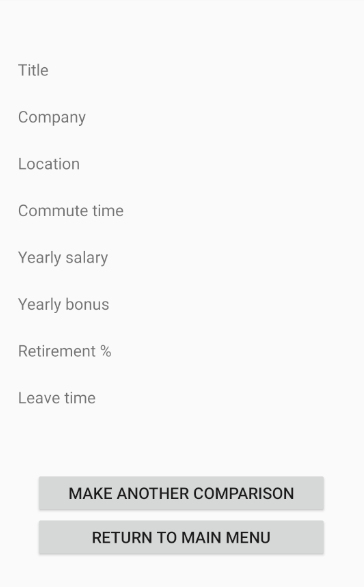 Title
Company
Location
Commute time
Yearly salary
Yearly bonus
Retirement %
Leave time
MAKE ANOTHER COMPARISON
RETURN TO MAIN MENU